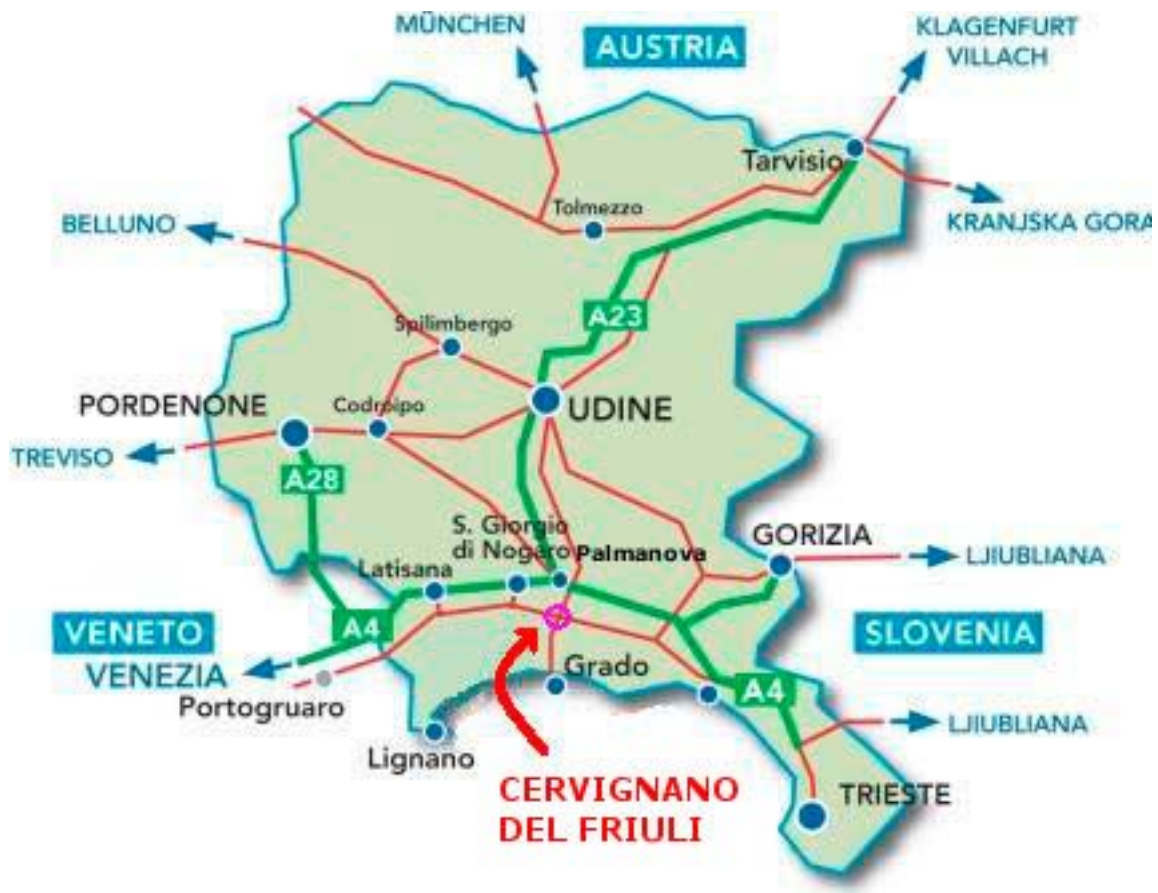 MÜNCHEN
AUSTRIA
KLAGENFURT
VILLACH
Tarvisio
Tolmezzo
KRANJSKA GORA
BELLUNO
A23
Spilimbergo
PORDENONE
Codroipo
UDINE
TREVISO
A28
S. Giorgio
di Nogaro
Palmanova
GORIZIA
LJIUBLIANA
Latisana
VENETO
A4
SLOVENIA
VENEZIA
Grado
Portogruaro
A4
LJIUBLIANA
Lignano
CERVIGNANO
DEL FRIULI
TRIESTE